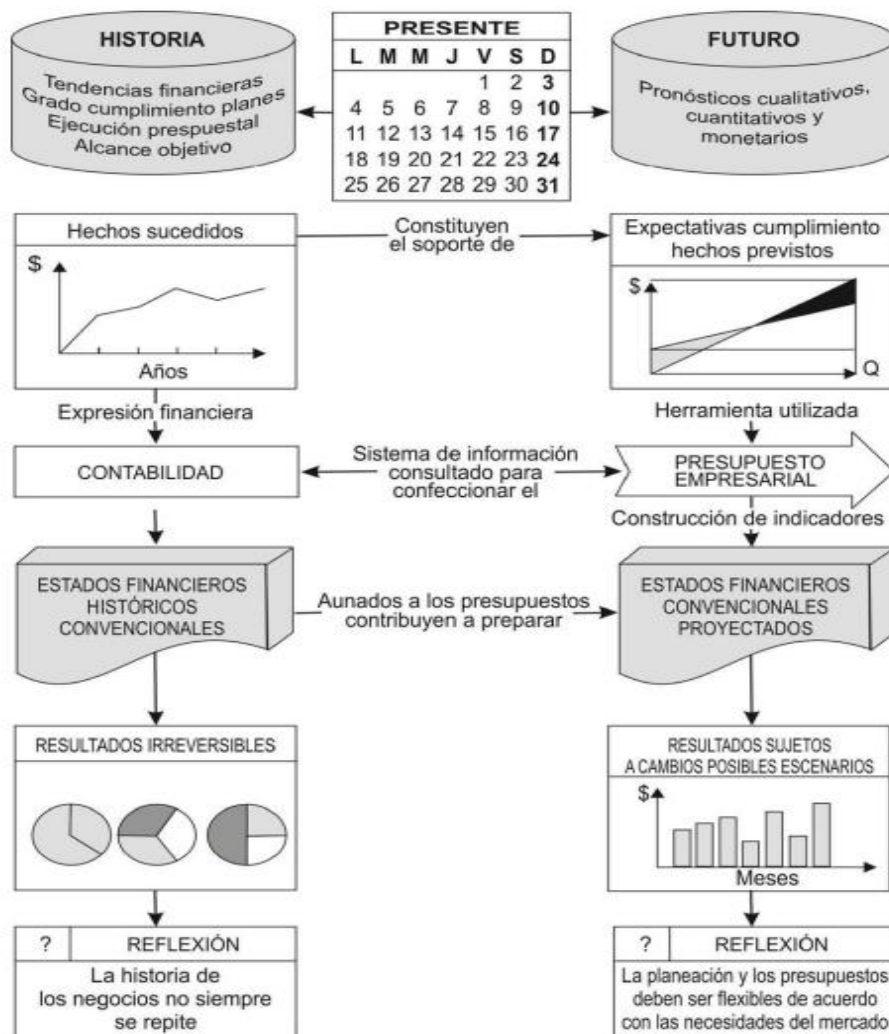 HISTORIA
Tendencias financieras
Grado cumplimiento planes
Ejecución prespuestal
Alcance objetivo
PRESENTE
L M M J V S D
1 2 3
4 5 6 7 8 9 10
11 12 13 14 15 16 17
18 19 20 21 22 23 24
25 26 27 28 29 30 31
FUTURO
Pronósticos cualitativos,
cuantitativos y
monetarios
Hechos sucedidos
$
Años
Constituyen
el soporte de
Expectativas cumplimiento
hechos previstos
$
Q
Expresión financiera
Herramienta utilizada
CONTABILIDAD
Sistema de información
consultado para
confeccionar el
PRESUPUESTO
EMPRESARIAL
Construcción de indicadores
ESTADOS FINANCIEROS
HISTÓRICOS
CONVENCIONALES
Aunados a los presupuestos
contribuyen a preparar
ESTADOS FINANCIEROS
CONVENCIONALES
PROYECTADOS
RESULTADOS IRREVERSIBLES
RESULTADOS SUJETOS
A CAMBIOS POSIBLES ESCENARIOS
$
Meses
? REFLEXIÓN
La historia de
los negocios no siempre
se repite
? REFLEXIÓN
La planeación y los presupuestos
deben ser flexibles de acuerdo
con las necesidades del mercado